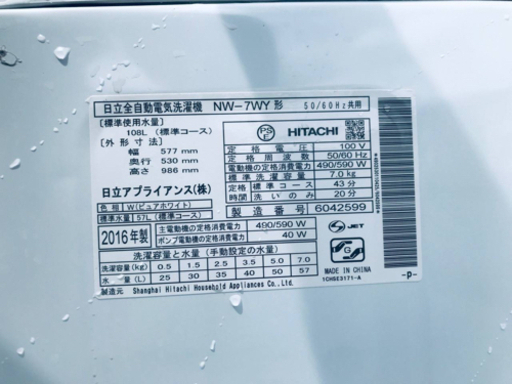 日立全自動電気洗濯機 NW-7WY 形 50/60Hz共用
[標準使用水量]
108L (標準コース)
[外形寸法]
幅 577 mm
奥行 530 mm
高さ 986 mm
日立アプライアンス(株)
色相 W(ピュアホワイト)
標準水量 57L(標準コース)
PS
E
HITACHI
定格電圧 100 V
定格周波数 50/60 Hz
電動機の定格消費電力 490/590 W
標準洗濯容量 7.0kg
定格時間 標準コース 43分
洗いのみ 20分
製造番号 6042599
2016年製
主電動機の定格消費電力 490/590 W
ポンプ電動機の定格消費電力 40 W
JET
洗濯容量と水量 (手動設定の水量)
洗濯容量(kg) 0.5 1.5 2.5 3.5 5.0 7.0
水量(L) 25 30 35 40 50 57
製造元 Shanghai Hitachi Household Appliances Co.,Ltd.
MADE IN CHINA
1CHSE3171-A
-P-